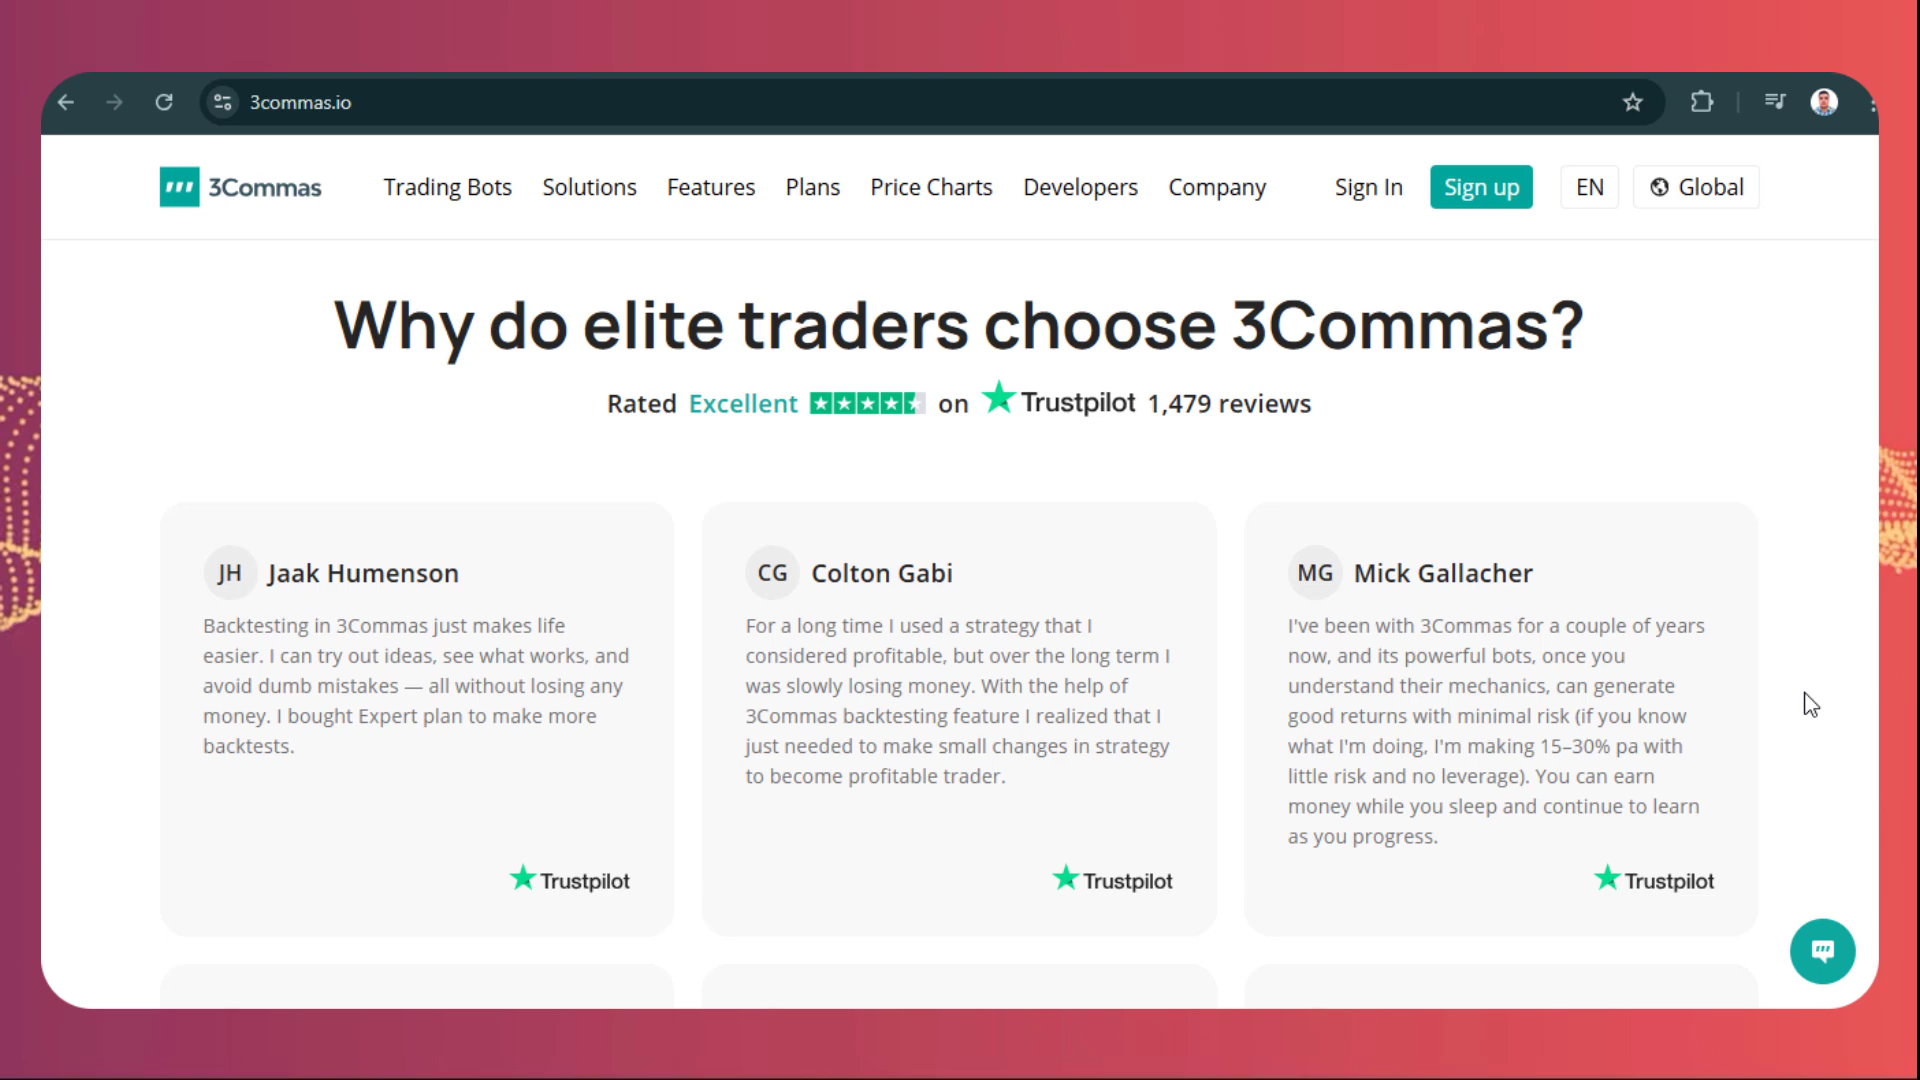 3commas.io
3Commas
Trading Bots Solutions Features Plans Price Charts Developers Company Sign In Sign up EN Global
Why do elite traders choose 3Commas?
Rated Excellent on Trustpilot 1,479 reviews
JH Jaak Humenson
Backtesting in 3Commas just makes life
easier. I can try out ideas, see what works, and
avoid dumb mistakes — all without losing any
money. I bought Expert plan to make more
backtests.
Trustpilot
CG Colton Gabi
For a long time I used a strategy that I
considered profitable, but over the long term I
was slowly losing money. With the help of
3Commas backtesting feature I realized that I
just needed to make small changes in strategy
to become profitable trader.
Trustpilot
MG Mick Gallacher
I've been with 3Commas for a couple of years
now, and its powerful bots, once you
understand their mechanics, can generate
good returns with minimal risk (if you know
what I'm doing, I'm making 15–30% pa with
little risk and no leverage). You can earn
money while you sleep and continue to learn
as you progress.
Trustpilot